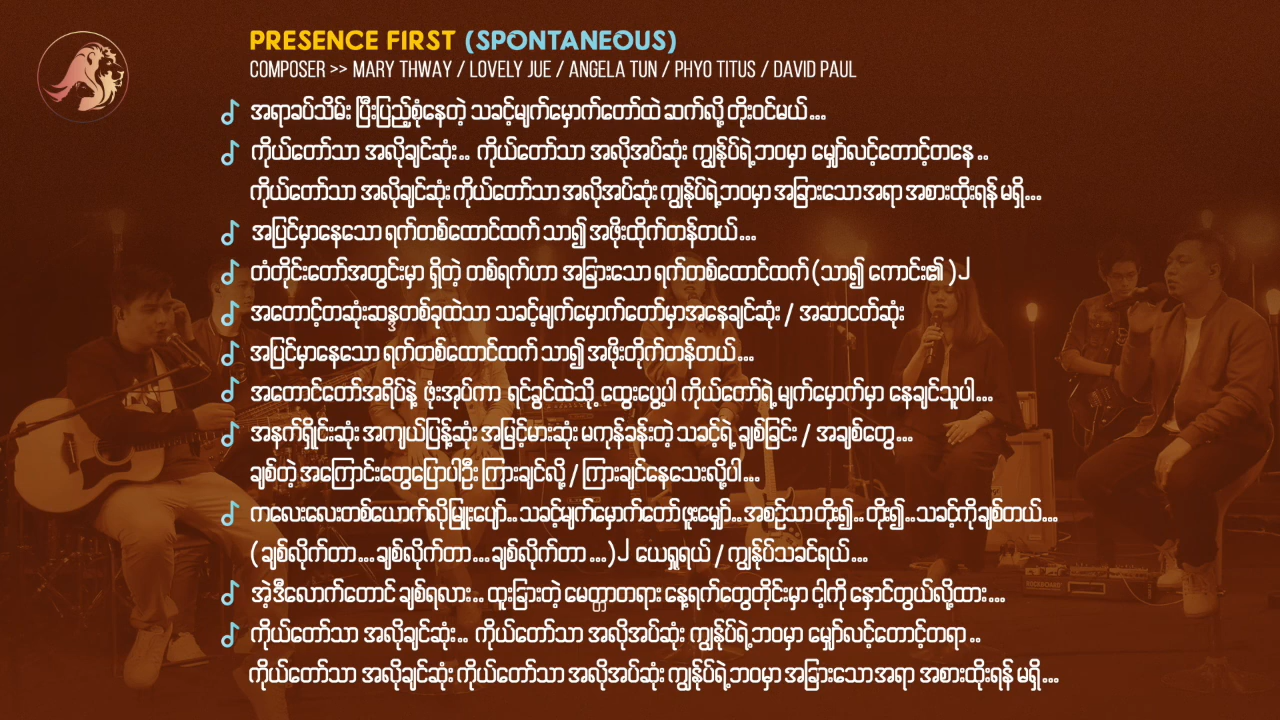 PRESENCE FIRST (SPONTANEOUS)
COMPOSER >> MARY THWAY / LOVELY JUE / ANGELA TUN / PHYO TITUS / DAVID PAUL
အရာခပ်သိမ်း ပြီးပြည့်စုံနေတဲ့ သခင့်မျက်မှောက်တော်ထဲ ဆက်လို့ တိုးဝင်မယ်...
ကိုယ်တော်သာ အလိုချင်ဆုံး.. ကိုယ်တော်သာ အလိုအပ်ဆုံး ကျွန်ုပ်ရဲ့ဘဝမှာ မျှော်လင့်တောင့်တနေ ..
ကိုယ်တော်သာ အလိုချင်ဆုံး ကိုယ်တော်သာ အလိုအပ်ဆုံး ကျွန်ုပ်ရဲ့ဘဝမှာ အခြားသောအရာ အစားထိုးရန် မရှိ...
အပြင်မှာနေသော ရက်တစ်ထောင်ထက် သာ၍ အဖိုးထိုက်တန်တယ်...
တံတိုင်းတော်အတွင်းမှာ ရှိတဲ့ တစ်ရက်ဟာ အခြားသော ရက်တစ်ထောင်ထက် (သာ၍ ကောင်း၏ )၂
အတောင့်တဆုံးဆန္ဒတစ်ခုထဲသာ သခင့်မျက်မှောက်တော်မှာအနေချင်ဆုံး / အဆာငတ်ဆုံး
အပြင်မှာနေသော ရက်တစ်ထောင်ထက် သာ၍ အဖိုးတိုက်တန်တယ်...
အတောင်တော်အရိပ်နဲ့ ဖုံးအုပ်ကာ ရင်ခွင်ထဲသို့ ထွေးပွေ့ပါ ကိုယ်တော်ရဲ့ မျက်မှောက်မှာ နေချင်သူပါ...
အနက်ရှိုင်းဆုံး အကျယ်ပြန့်ဆုံး အမြင့်မားဆုံး မကုန်ခန်းတဲ့ သခင့်ရဲ့ ချစ်ခြင်း / အချစ်တွေ...
ချစ်တဲ့ အကြောင်းတွေပြောပါဦး ကြားချင်လို့ / ကြားချင်နေသေးလို့ပါ...
ကလေးလေးတစ်ယောက်လိုမြူးပျော်.. သခင့်မျက်မှောက်တော် ဖူးမျှော်.. အစဉ်သာ တိုး၍.. တိုး၍.. သခင့်ကိုချစ်တယ်...
( ချစ်လိုက်တာ... ချစ်လိုက်တာ... ချစ်လိုက်တာ ...)၂ ယေရှုရယ် / ကျွန်ုပ်သခင်ရယ်...
အဲ့ဒီလောက်တောင် ချစ်ရလား.. ထူးခြားတဲ့ မေတ္တာတရား နေ့ရက်တွေတိုင်းမှာ ငါ့ကို နှောင်တွယ်လို့ထား...
ကိုယ်တော်သာ အလိုချင်ဆုံး.. ကိုယ်တော်သာ အလိုအပ်ဆုံး ကျွန်ုပ်ရဲ့ဘဝမှာ မျှော်လင့်တောင့်တရာ ..
ကိုယ်တော်သာ အလိုချင်ဆုံး ကိုယ်တော်သာ အလိုအပ်ဆုံး ကျွန်ုပ်ရဲ့ဘဝမှာ အခြားသောအရာ အစားထိုးရန် မရှိ...